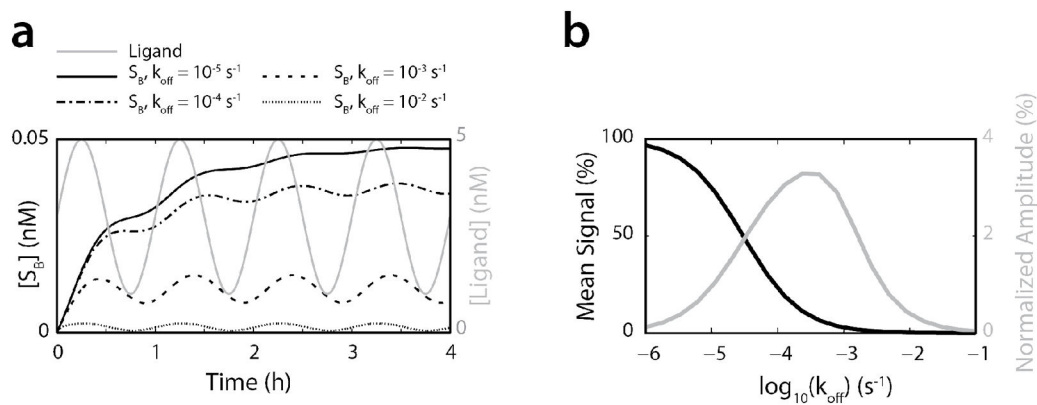 a
Ligand
S_B, k_off = 10^-5 s^-1
S_B, k_off = 10^-3 s^-1
S_B, k_off = 10^-4 s^-1
S_B, k_off = 10^-2 s^-1
0.05
0
[S_B] (nM)
5
0
[Ligand] (nM)
0 1 2 3 4
Time (h)
b
100
50
0
Mean Signal (%)
4
2
0
Normalized Amplitude (%)
−6 −5 −4 −3 −2 −1
log_10(k_off) (s^-1)